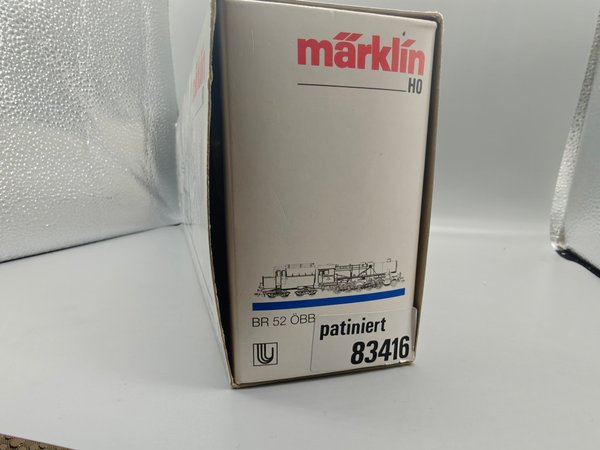 märklin
HO
BR 52 ÖBB
patiniert
83416